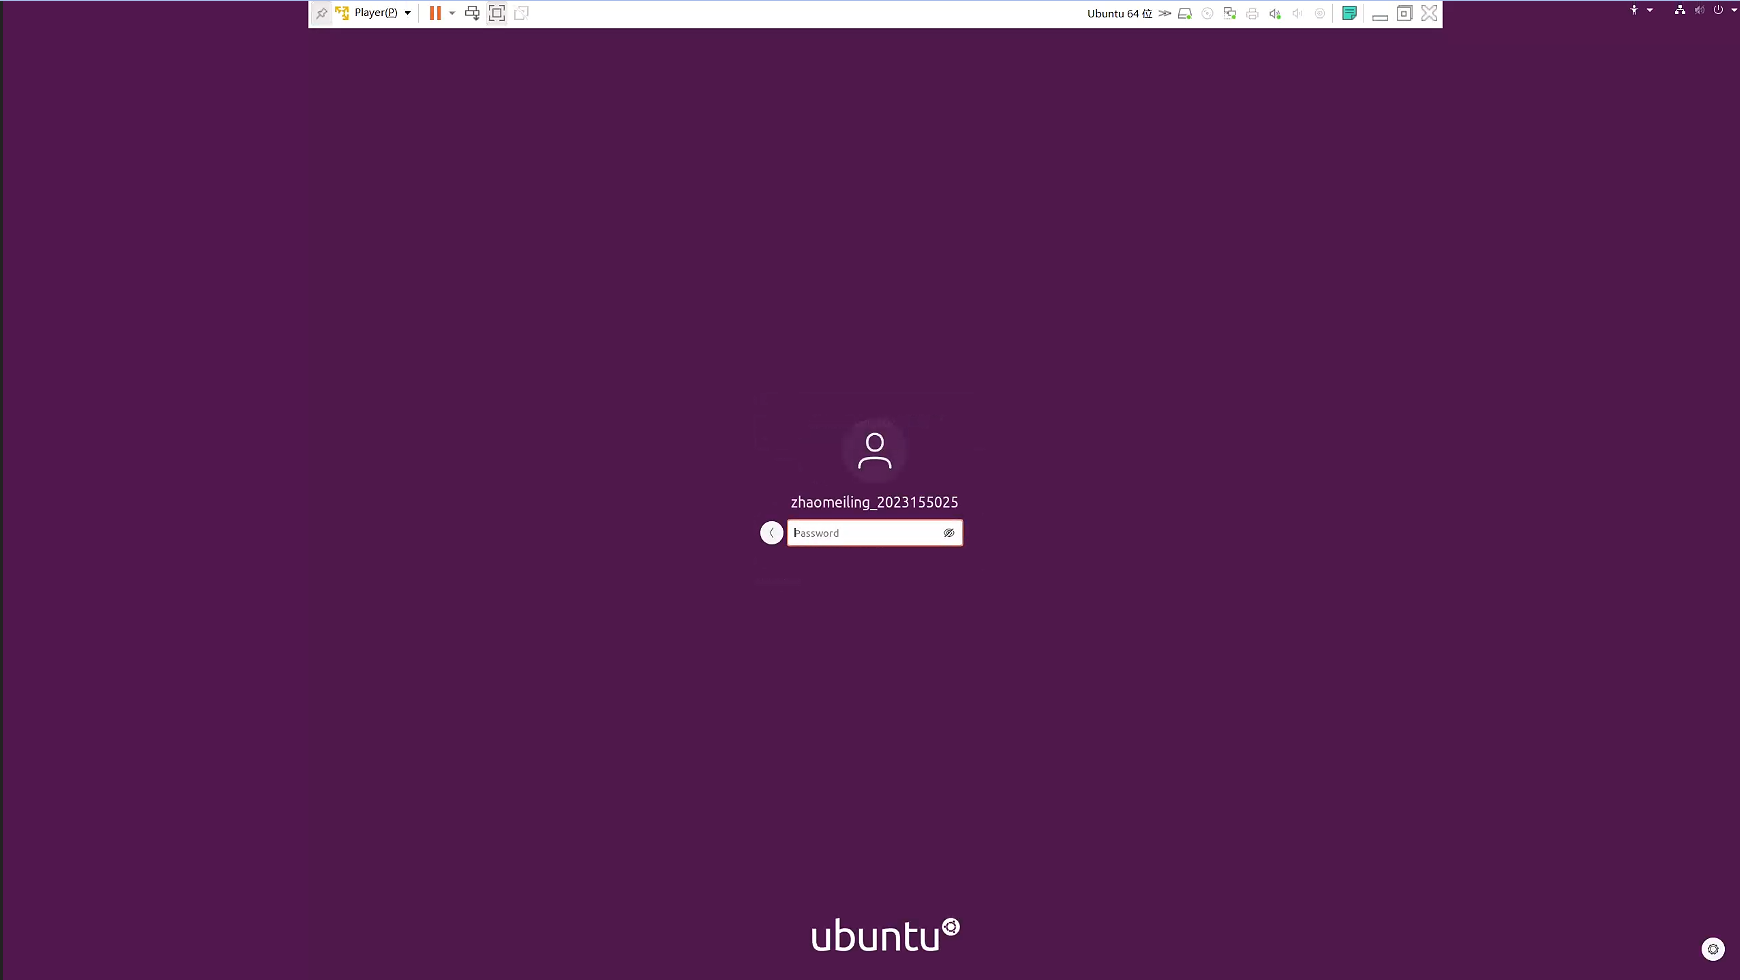 Player(P)
Ubuntu 64 位
zhaomeiling_2023155025
Password
ubuntu